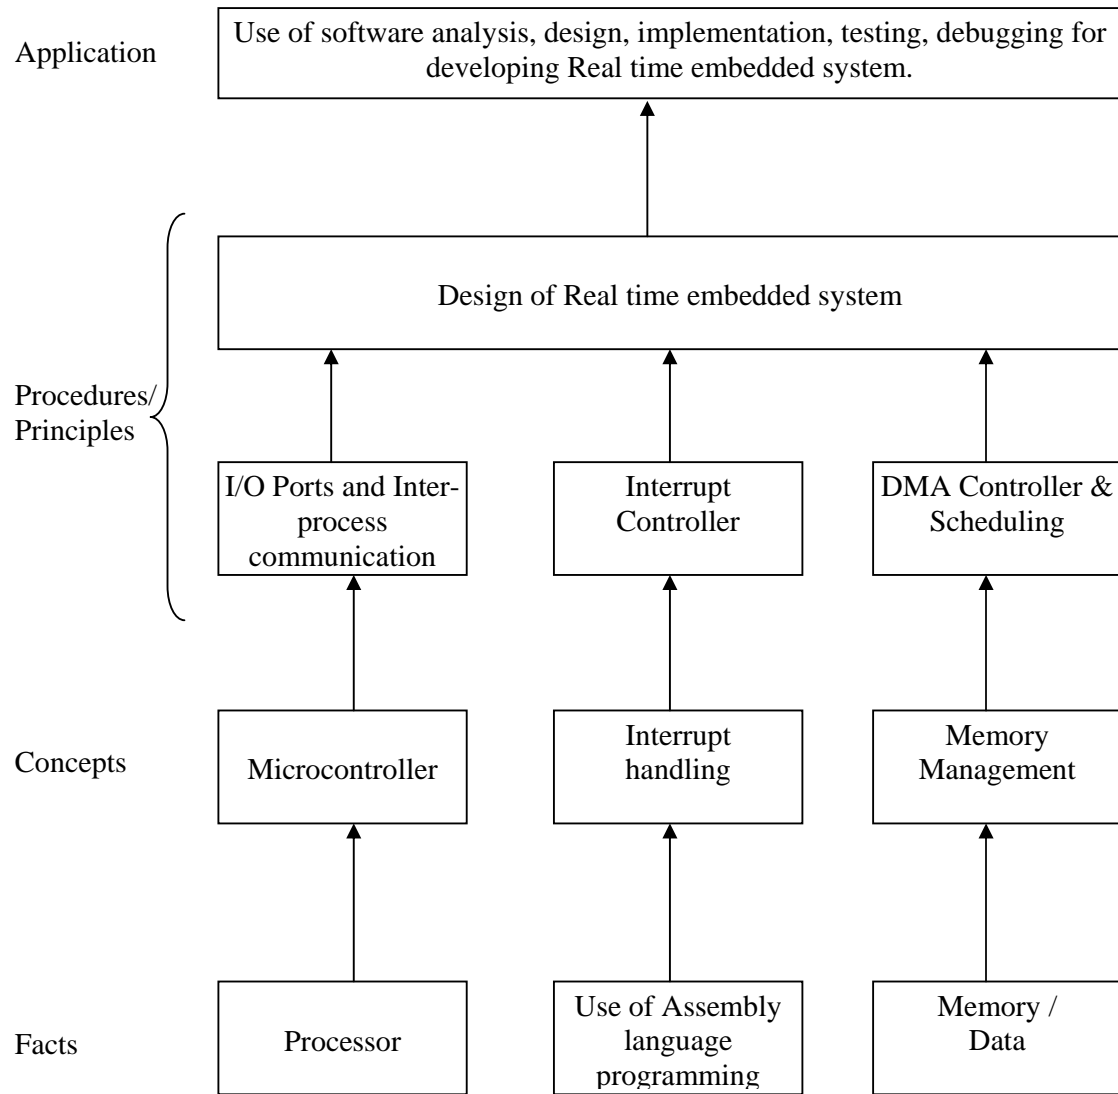 Application
Use of software analysis, design, implementation, testing, debugging for
developing Real time embedded system.
Design of Real time embedded system
Procedures/
Principles
I/O Ports and Inter-
process
communication
Interrupt
Controller
DMA Controller &
Scheduling
Concepts
Microcontroller
Interrupt
handling
Memory
Management
Facts
Processor
Use of Assembly
language
programming
Memory /
Data